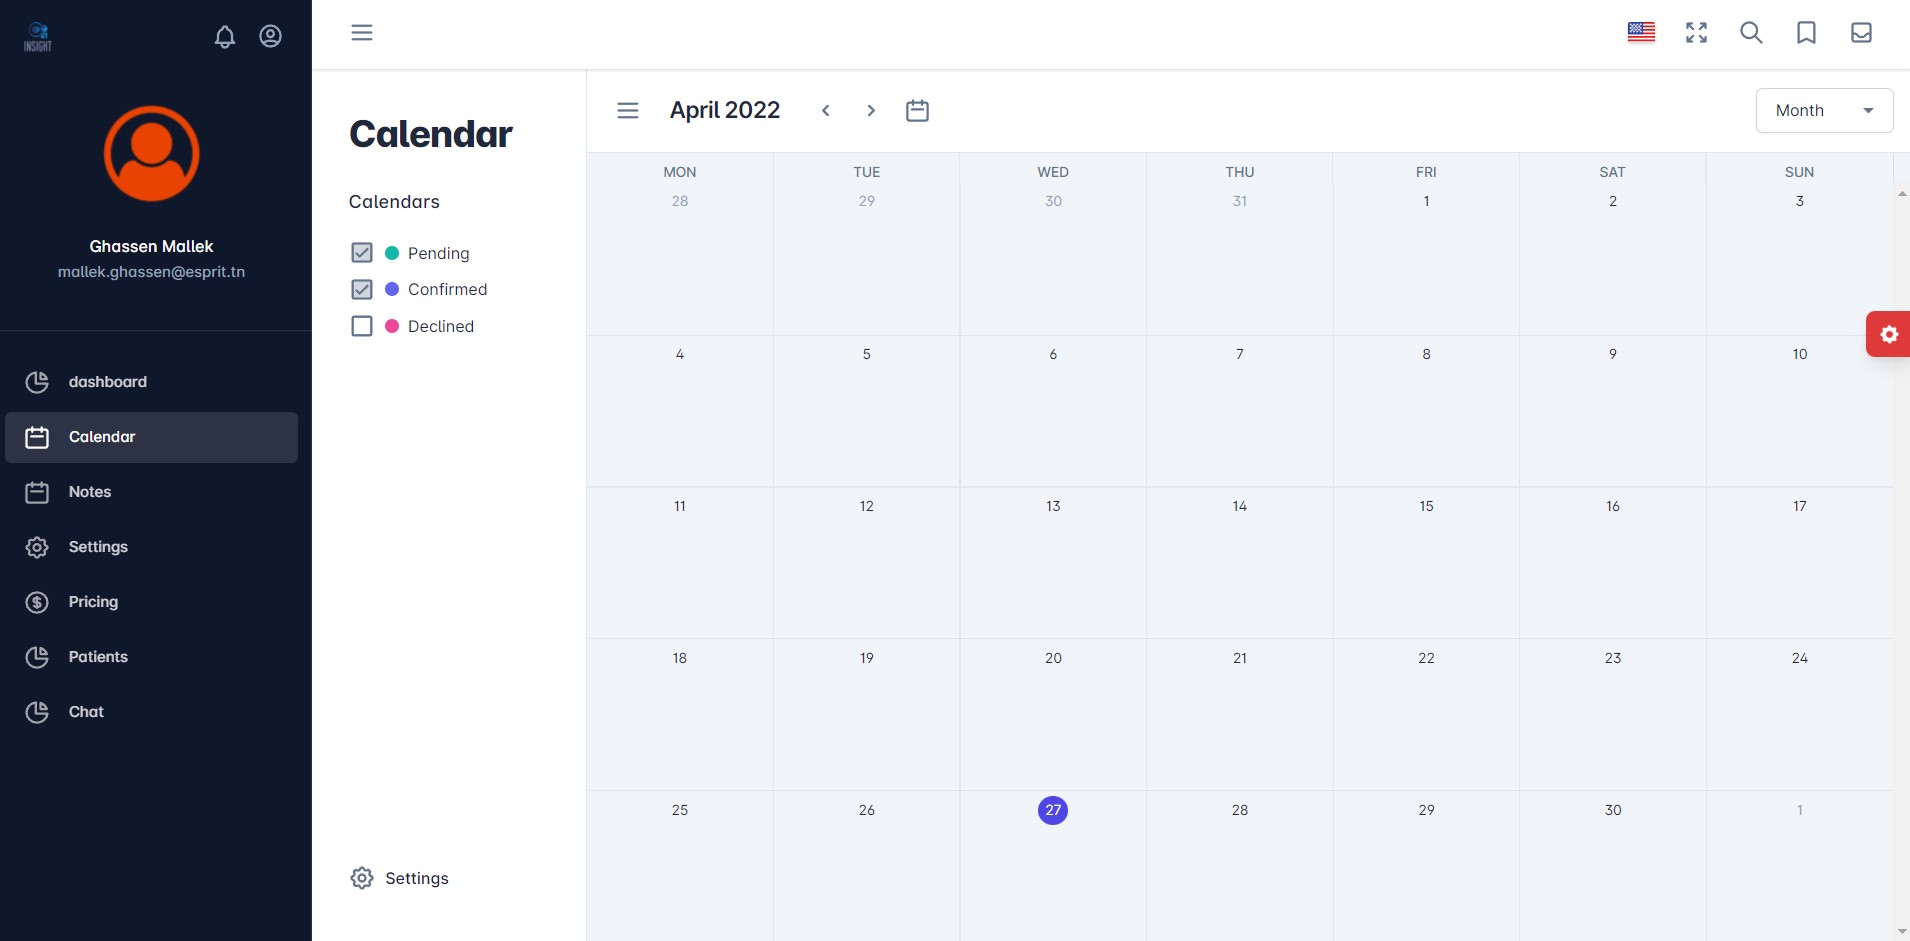 INSIGHT
Ghassen Mallek
mallek.ghassen@esprit.tn
dashboard
Calendar
Notes
Settings
Pricing
Patients
Chat
Calendar
Calendars
Pending
Confirmed
Declined
Settings
April 2022
Month
MON TUE WED THU FRI SAT SUN
28 29 30 31 1 2 3
4 5 6 7 8 9 10
11 12 13 14 15 16 17
18 19 20 21 22 23 24
25 26 27 28 29 30 1